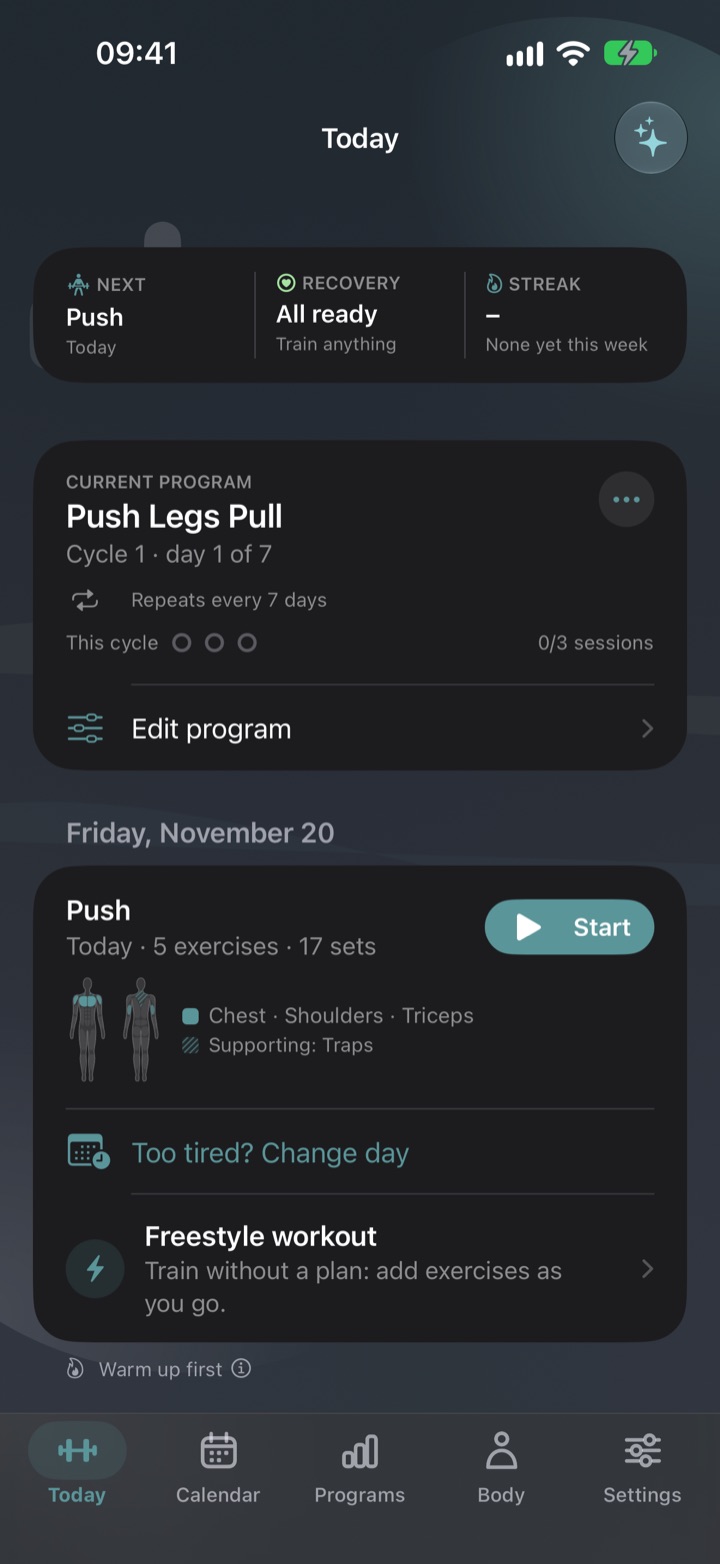 09:41
Today
NEXT
Push
Today
RECOVERY
All ready
Train anything
STREAK
–
None yet this week
CURRENT PROGRAM
Push Legs Pull
Cycle 1 · day 1 of 7
Repeats every 7 days
This cycle
0/3 sessions
Edit program
Friday, November 20
Push
Today · 5 exercises · 17 sets
Start
Chest · Shoulders · Triceps
Supporting: Traps
Too tired? Change day
Freestyle workout
Train without a plan: add exercises as
you go.
Warm up first
Today
Calendar
Programs
Body
Settings